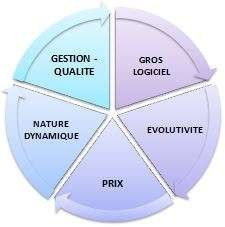 GESTION -
QUALITE
GROS
LOGICIEL
EVOLUTIVITE
PRIX
NATURE
DYNAMIQUE